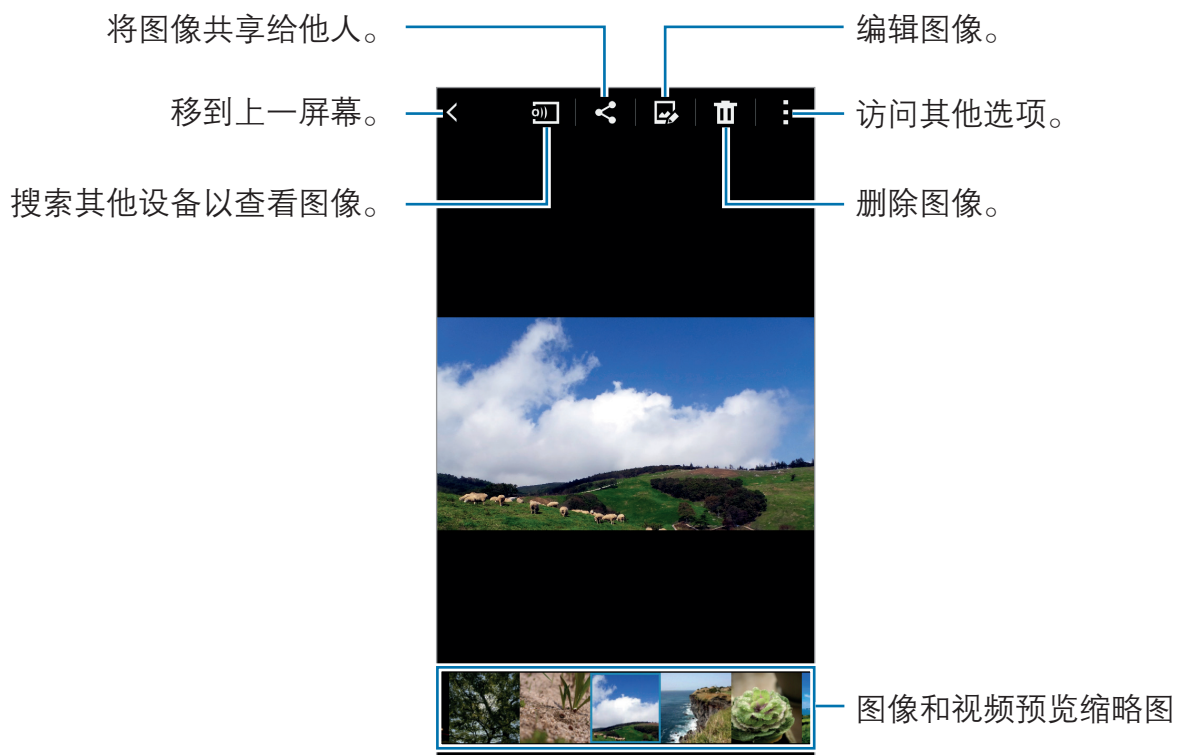 将图像共享给他人。
编辑图像。
移到上一屏幕。
访问其他选项。
搜索其他设备以查看图像。
删除图像。
图像和视频预览缩略图